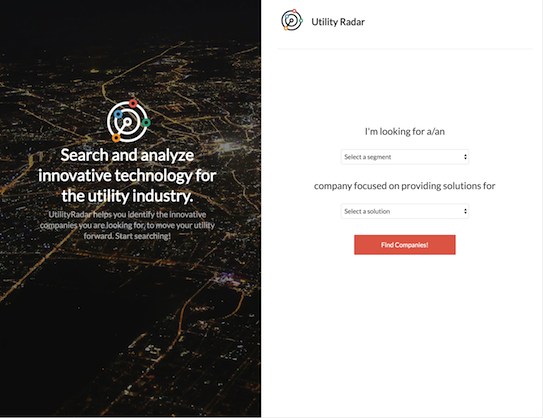 Search and analyze
innovative technology for
the utility industry.
UtilityRadar helps you identify the innovative
companies you are looking for, to move your utility
forward. Start searching!
Utility Radar
I'm looking for a/an
Select a segment
company focused on providing solutions for
Select a solution
Find Companies!